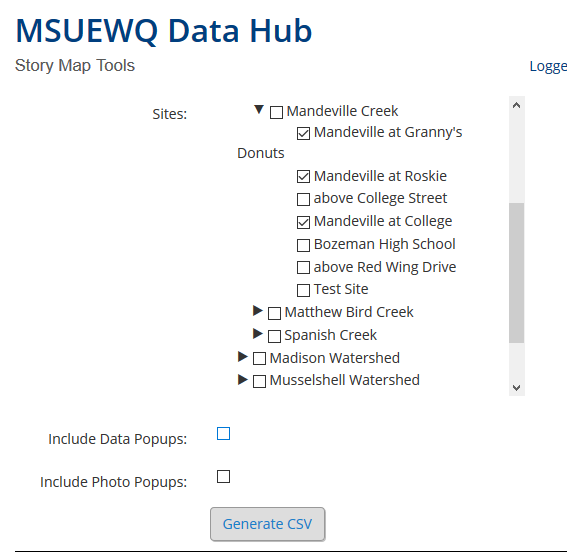 MSUEWQ Data Hub
Story Map Tools
Logge
Sites:
Mandeville Creek
Mandeville at Granny's
Donuts
Mandeville at Roskie
above College Street
Mandeville at College
Bozeman High School
above Red Wing Drive
Test Site
Matthew Bird Creek
Spanish Creek
Madison Watershed
Musselshell Watershed
Include Data Popups:
Include Photo Popups:
Generate CSV